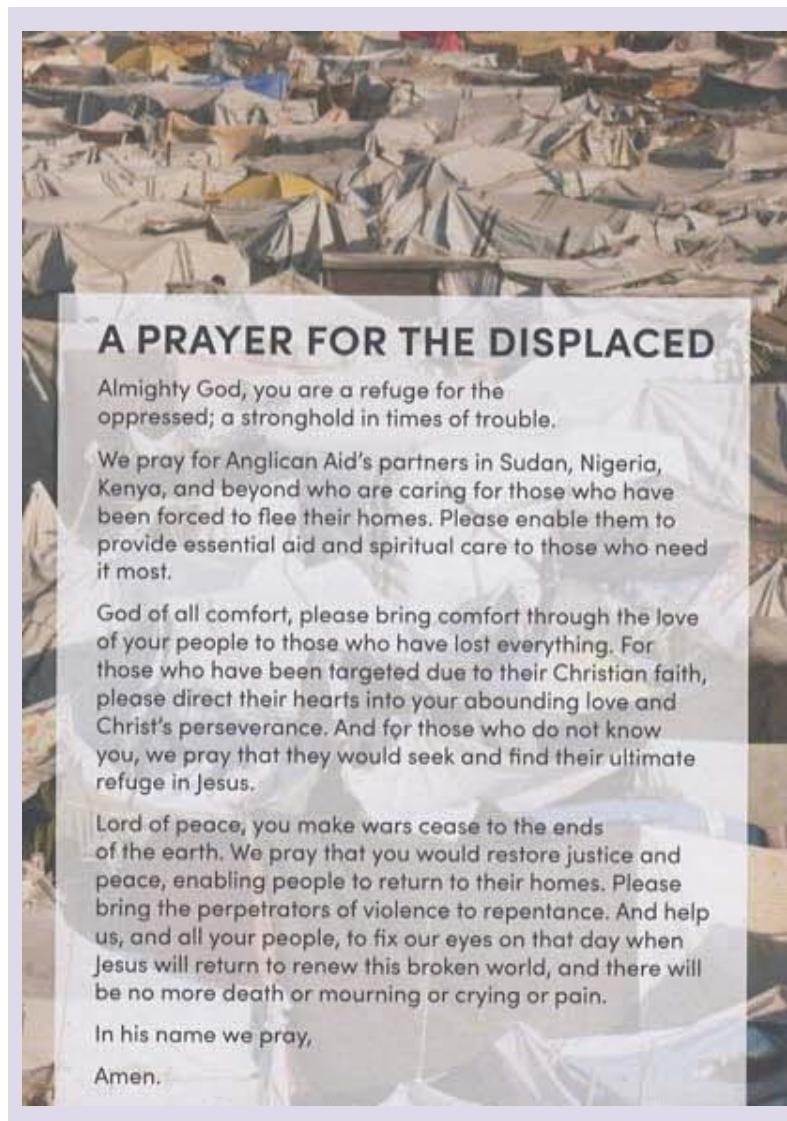 A PRAYER FOR THE DISPLACED
Almighty God, you are a refuge for the
oppressed; a stronghold in times of trouble.
We pray for Anglican Aid's partners in Sudan, Nigeria,
Kenya, and beyond who are caring for those who have
been forced to flee their homes. Please enable them to
provide essential aid and spiritual care to those who need
it most.
God of all comfort, please bring comfort through the love
of your people to those who have lost everything. For
those who have been targeted due to their Christian faith,
please direct their hearts into your abounding love and
Christ's perseverance. And for those who do not know
you, we pray that they would seek and find their ultimate
refuge in Jesus.
Lord of peace, you make wars cease to the ends
of the earth. We pray that you would restore justice and
peace, enabling people to return to their homes. Please
bring the perpetrators of violence to repentance. And help
us, and all your people, to fix our eyes on that day when
Jesus will return to renew this broken world, and there will
be no more death or mourning or crying or pain.
In his name we pray,
Amen.